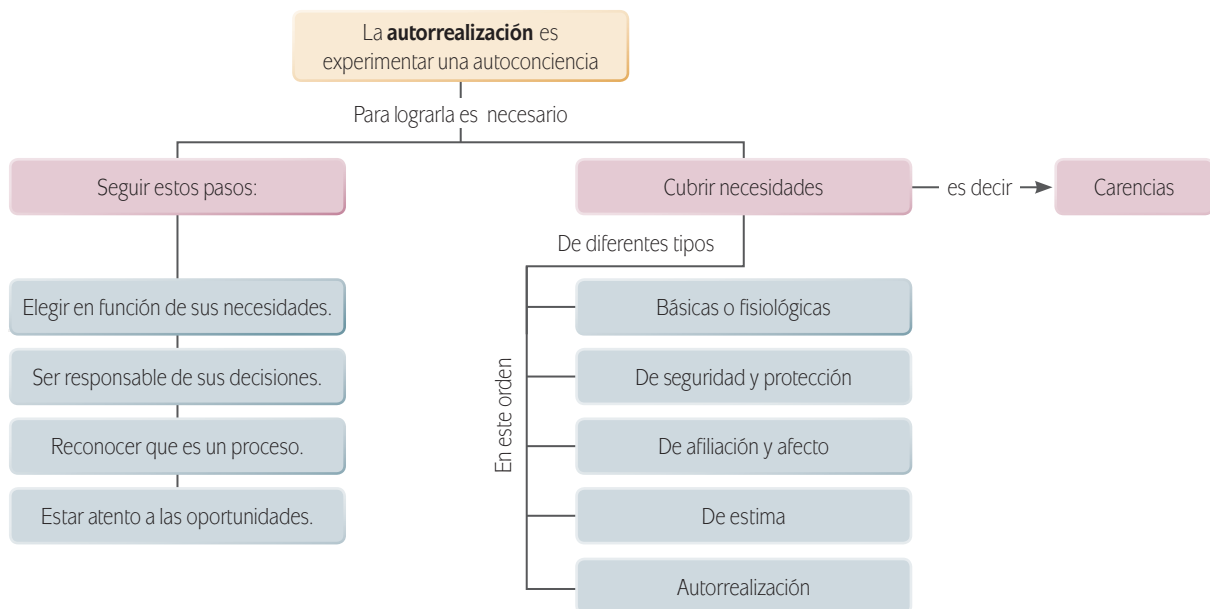 La autorrealización es
experimentar una autoconciencia
Para lograrla es necesario
Seguir estos pasos:
Cubrir necesidades
es decir
Carencias
De diferentes tipos
Elegir en función de sus necesidades.
Ser responsable de sus decisiones.
Reconocer que es un proceso.
Estar atento a las oportunidades.
En este orden
Básicas o fisiológicas
De seguridad y protección
De afiliación y afecto
De estima
Autorrealización